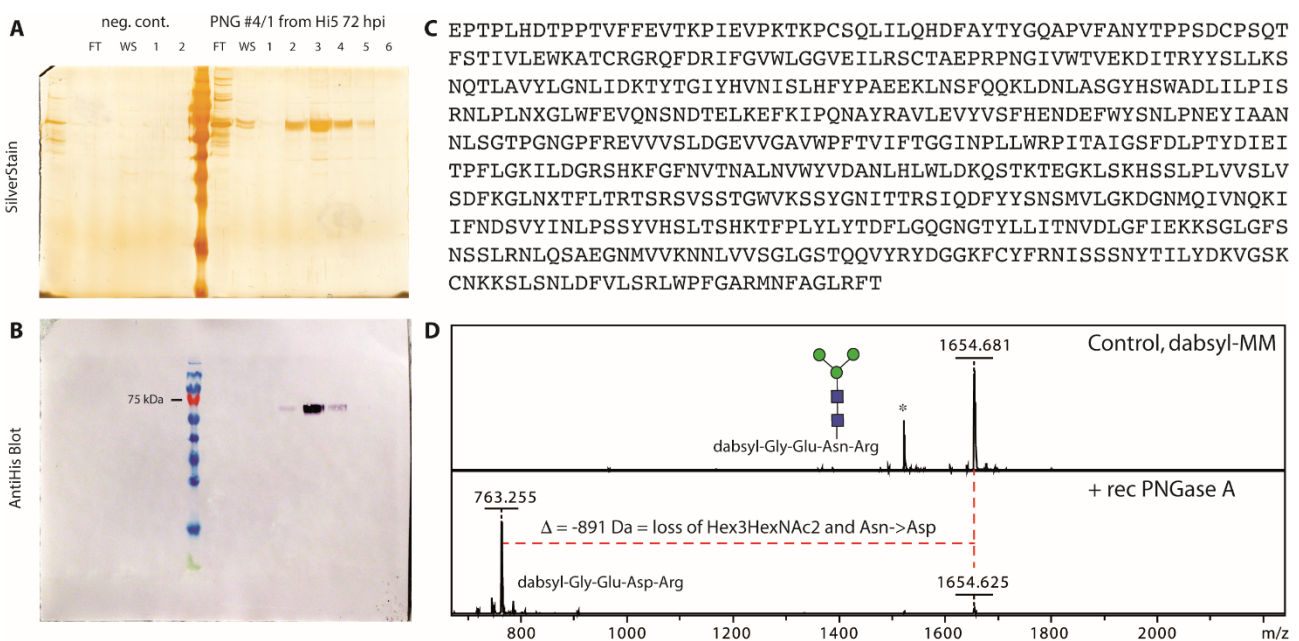 A
neg. cont.
PNG #4/1 from Hi5 72 hpi
FT WS 1 2 FT WS 1 2 3 4 5 6
SilverStain
B
75 kDa
AntiHis Blot
C
EPTPLHDTPPTVFFEVTKPIEVPKTKPCSQLILQHDFAYTYGQAPVFANYTPPSDCPSQT
FSTIVLEWKATCRGRQFDRIFGVWLGGVEILRSCTAEPRPNGIVWTVEKDITRYYSLLKS
NQTLAVYLGNLIDKTYTGIYHVNISLHFYPAEEKLNSFQQKLDNLASGYHSWADLILPIS
RNLPLNXGLWFEVQNSNDTELKEFKIPQNAYRAVLEVYVSFHENDEFWYSNLPNEYIAAN
NLSGTPGNGPFREVVVSLDGEVVGAVWPFTVIFTGGINPLLWRPITAIGSFDLPTYDIEI
TPFLGKILDGRSHKFGFNVTNALNVWYVDANLHLWLDKQSTKTEGKLSKHSSLPLVVSLV
SDFKGLNXTFLTRTSRSVSSTGWVKSSYGNITTRSIQDFYYSNSMVLGKDGNMQIVNQKI
IFNDSVYINLPSSYVHSLTSHKTFPLYLYTDFLGQGNGTYLLITNVDLGFIEKKSGLGFS
NSSLRNLQSAEGNMVVKNNLVVSGLGSTQQVYRYDGGKFCYFRNISSSNYTILYDKVGSK
CNKKSLSNLDFVLSRLWPFGARMNFAGLRFT
D
1654.681
Control, dabsyl-MM
*
dabsyl-Gly-Glu-Asn-Arg
+ rec PNGase A
763.255
Δ = -891 Da = loss of Hex3HexNAc2 and Asn->Asp
dabsyl-Gly-Glu-Asp-Arg
1654.625
800 1000 1200 1400 1600 1800 2000 m/z